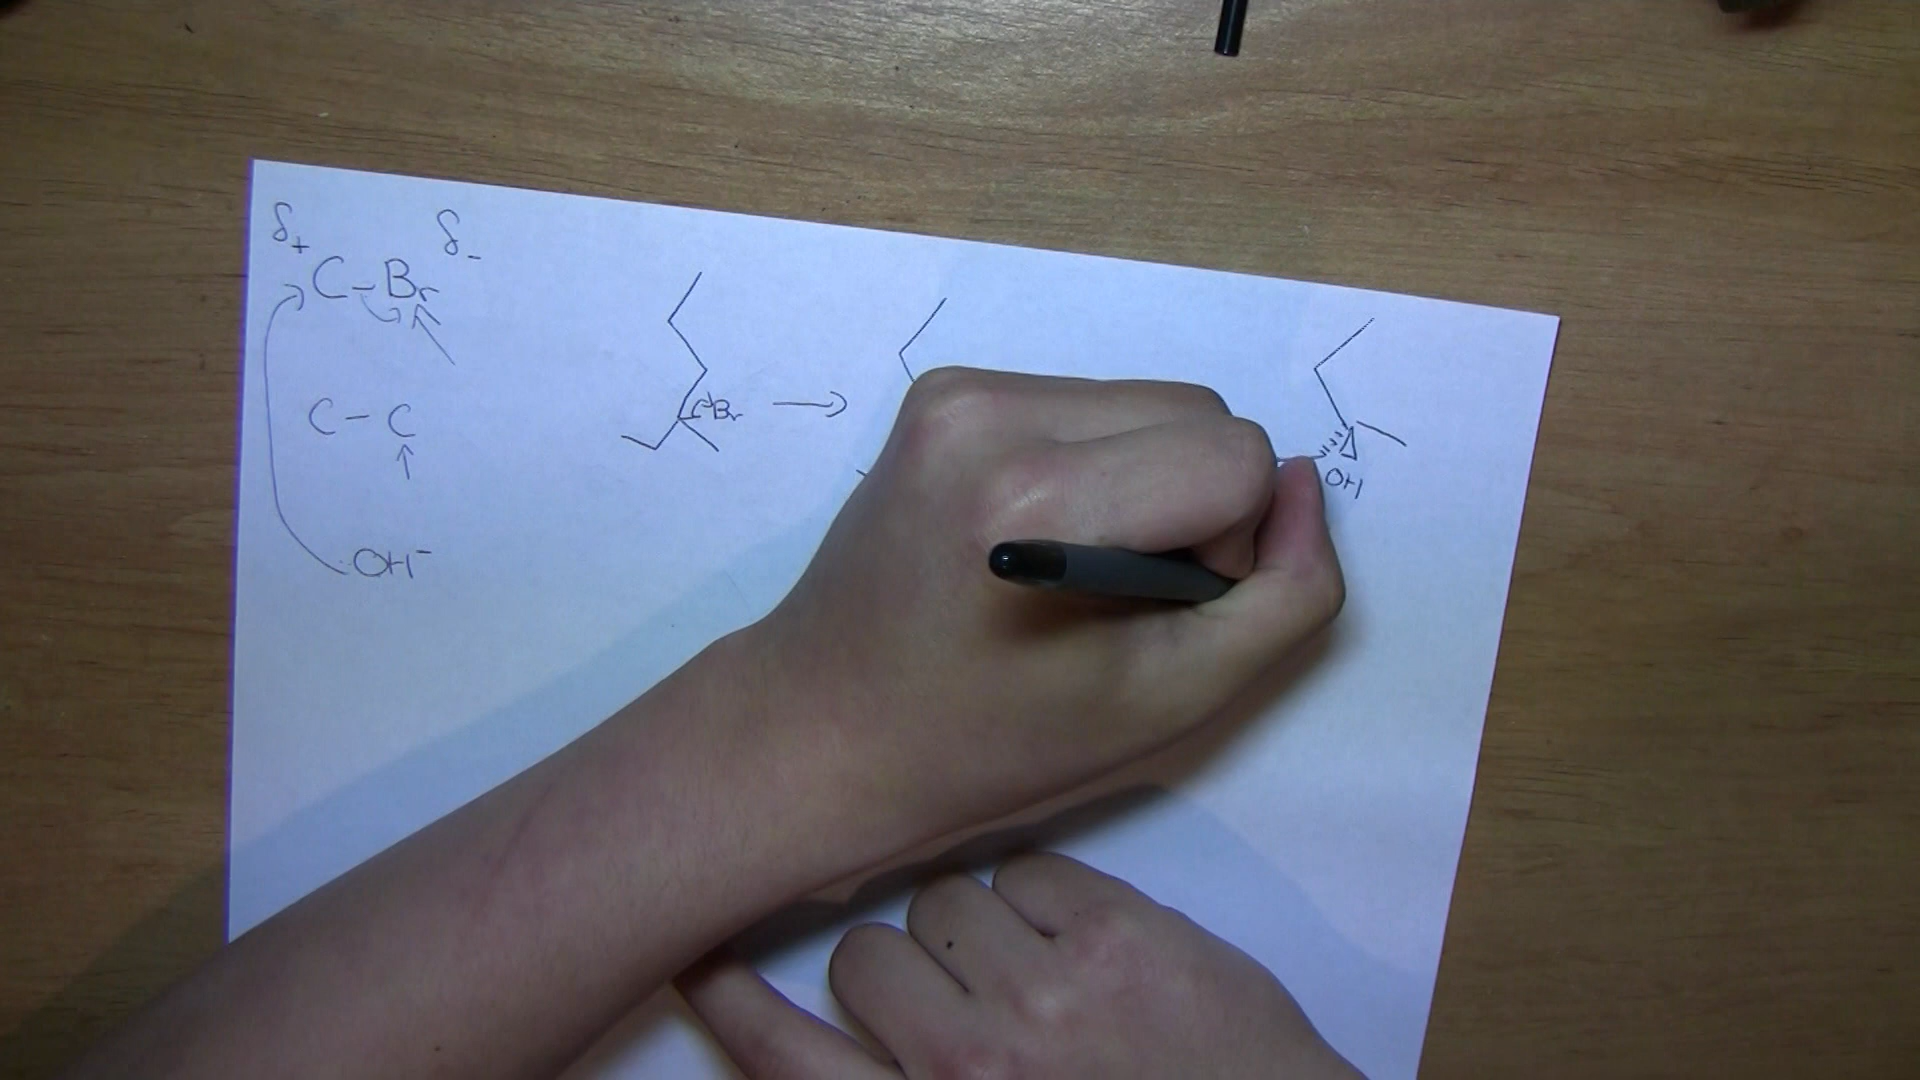 δ+ δ-
C-Br
C-C
OH⁻
Br
OH